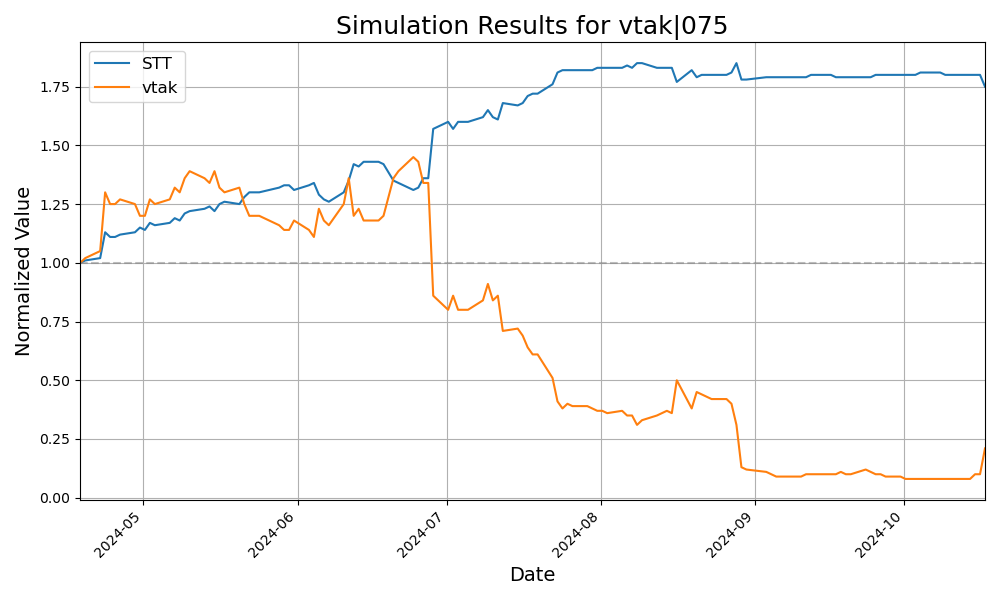 Simulation Results for vtak|075
STT
vtak
Normalized Value
1.75
1.50
1.25
1.00
0.75
0.50
0.25
0.00
2024-05
2024-06
2024-07
2024-08
2024-09
2024-10
Date